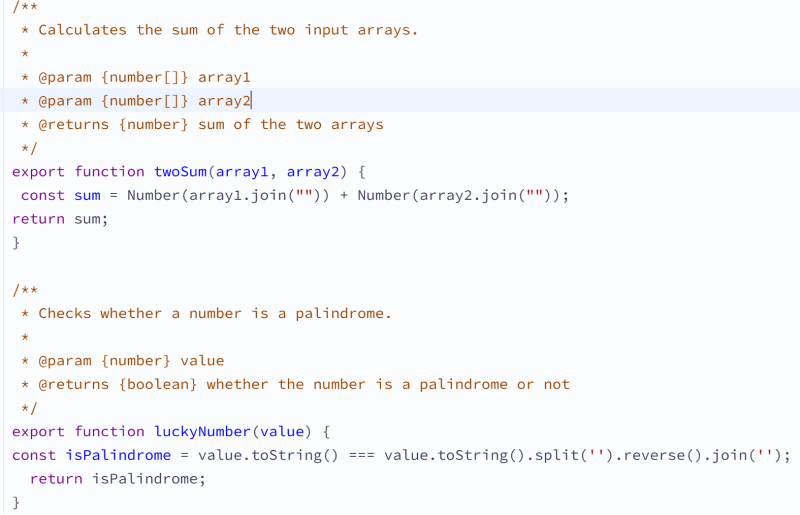 /**
 * Calculates the sum of the two input arrays.
 *
 * @param {number[]} array1
 * @param {number[]} array2
 * @returns {number} sum of the two arrays
 */
export function twoSum(array1, array2) {
 const sum = Number(array1.join("")) + Number(array2.join(""));
return sum;
}

/**
 * Checks whether a number is a palindrome.
 *
 * @param {number} value
 * @returns {boolean} whether the number is a palindrome or not
 */
export function luckyNumber(value) {
const isPalindrome = value.toString() === value.toString().split('').reverse().join('');
  return isPalindrome;
}